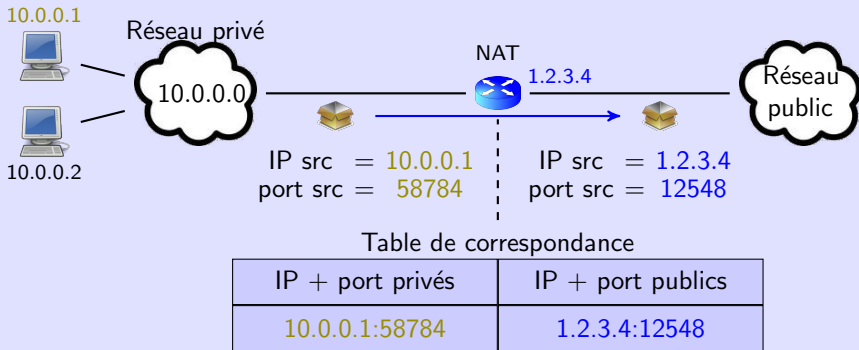 10.0.0.1
Réseau privé
10.0.0.0
10.0.0.2
NAT
1.2.3.4
Réseau
public
IP src = 10.0.0.1
port src = 58784
IP src = 1.2.3.4
port src = 12548
Table de correspondance
IP + port privés IP + port publics
10.0.0.1:58784 1.2.3.4:12548